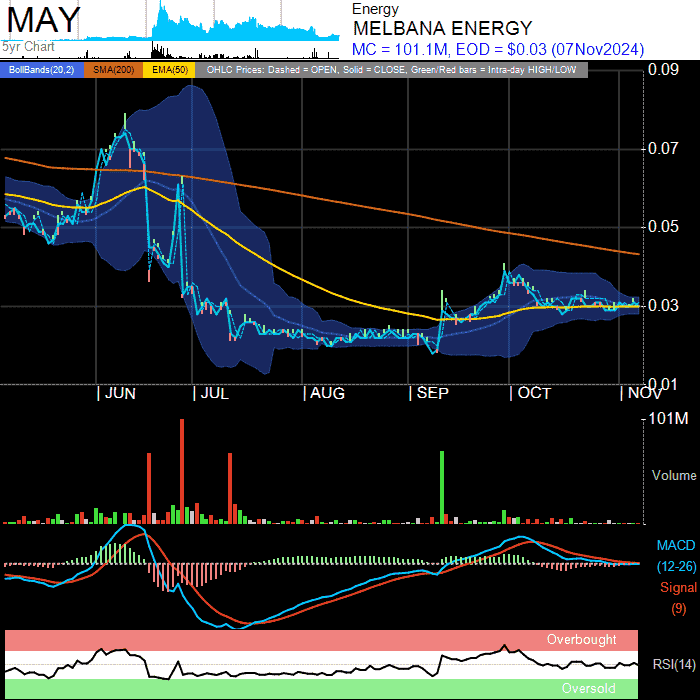 MAY
Energy
MELBANA ENERGY
5yr Chart
MC = 101.1M, EOD = $0.03 (07Nov2024)
BollBands(20,2) SMA(200) EMA(50) OHLC Prices: Dashed = OPEN, Solid = CLOSE, Green/Red bars = Intra-day HIGH/LOW
0.09
0.07
0.05
0.03
0.01
JUN JUL AUG SEP OCT NOV
101M
Volume
MACD
(12-26)
Signal
(9)
Overbought
RSI(14)
Oversold